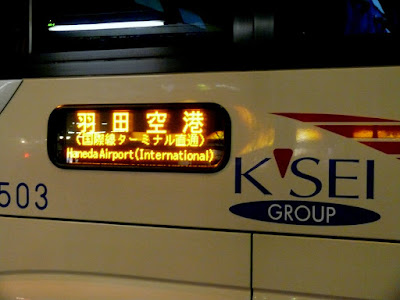 羽田空港
(国際線ターミナル直通)
Haneda Airport(International)
K'SEI
GROUP
503